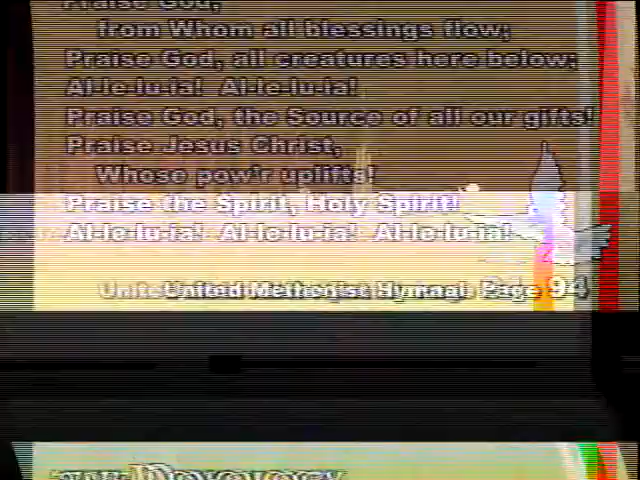 Praise God,
from Whom all blessings flow;
Praise God, all creatures here below;
Al-le-lu-ia! Al-le-lu-ia!
Praise God, the Source of all our gifts!
Praise Jesus Christ,
Whose pow'r uplifts!
Praise the Spirit, Holy Spirit!
Al-le-lu-ia! Al-le-lu-ia! Al-le-lu-ia!
United Methodist Hymnal Page 94
Doxology